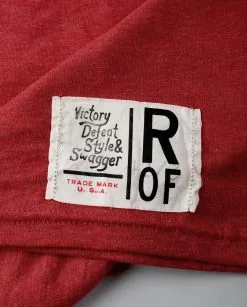 Victory
Defeat
Style &
Swagger
TRADE MARK
U. S. A.
R
OF